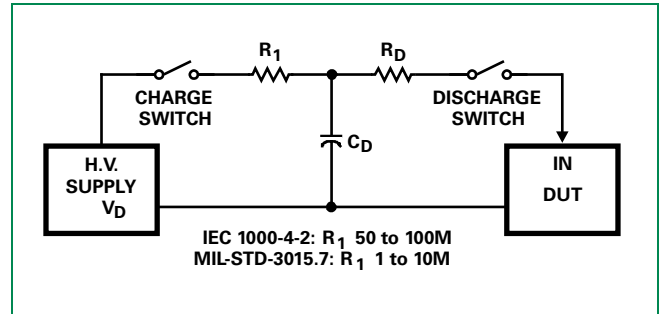 R1
RD
CHARGE
SWITCH
DISCHARGE
SWITCH
CD
H.V.
SUPPLY
VD
IN
DUT
IEC 1000-4-2: R1 50 to 100M
MIL-STD-3015.7: R1 1 to 10M